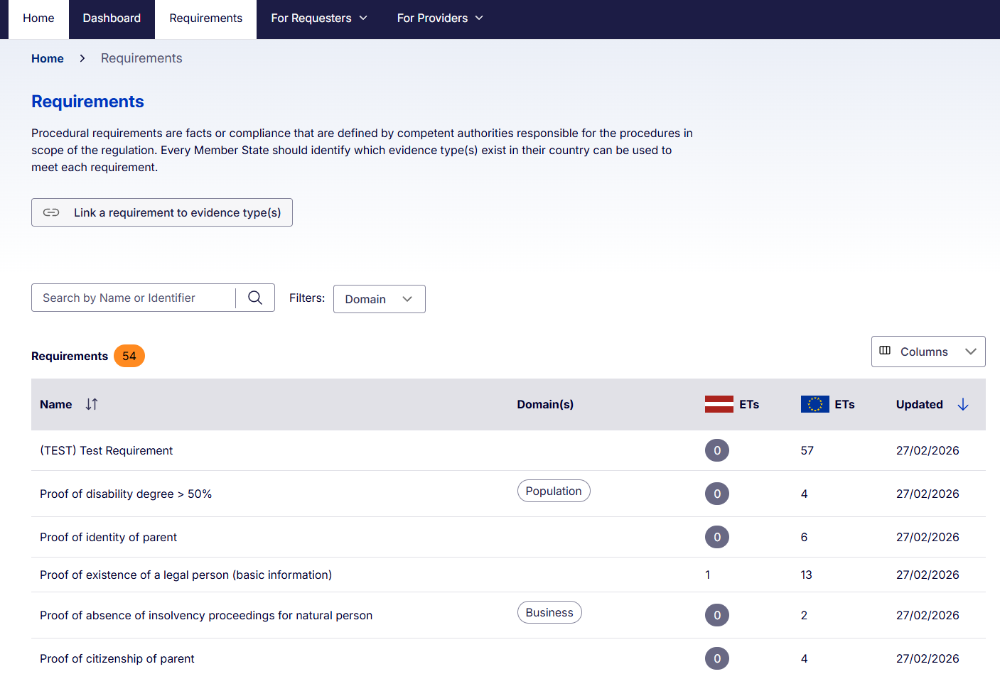 Home Dashboard Requirements For Requesters For Providers
Home Requirements
Requirements
Procedural requirements are facts or compliance that are defined by competent authorities responsible for the procedures in
scope of the regulation. Every Member State should identify which evidence type(s) exist in their country can be used to
meet each requirement.
Link a requirement to evidence type(s)
Search by Name or Identifier Filters: Domain
Requirements 54 Columns
Name Domain(s) ETs ETs Updated
(TEST) Test Requirement 0 57 27/02/2026
Proof of disability degree > 50% Population 0 4 27/02/2026
Proof of identity of parent 0 6 27/02/2026
Proof of existence of a legal person (basic information) 1 13 27/02/2026
Proof of absence of insolvency proceedings for natural person Business 0 2 27/02/2026
Proof of citizenship of parent 0 4 27/02/2026